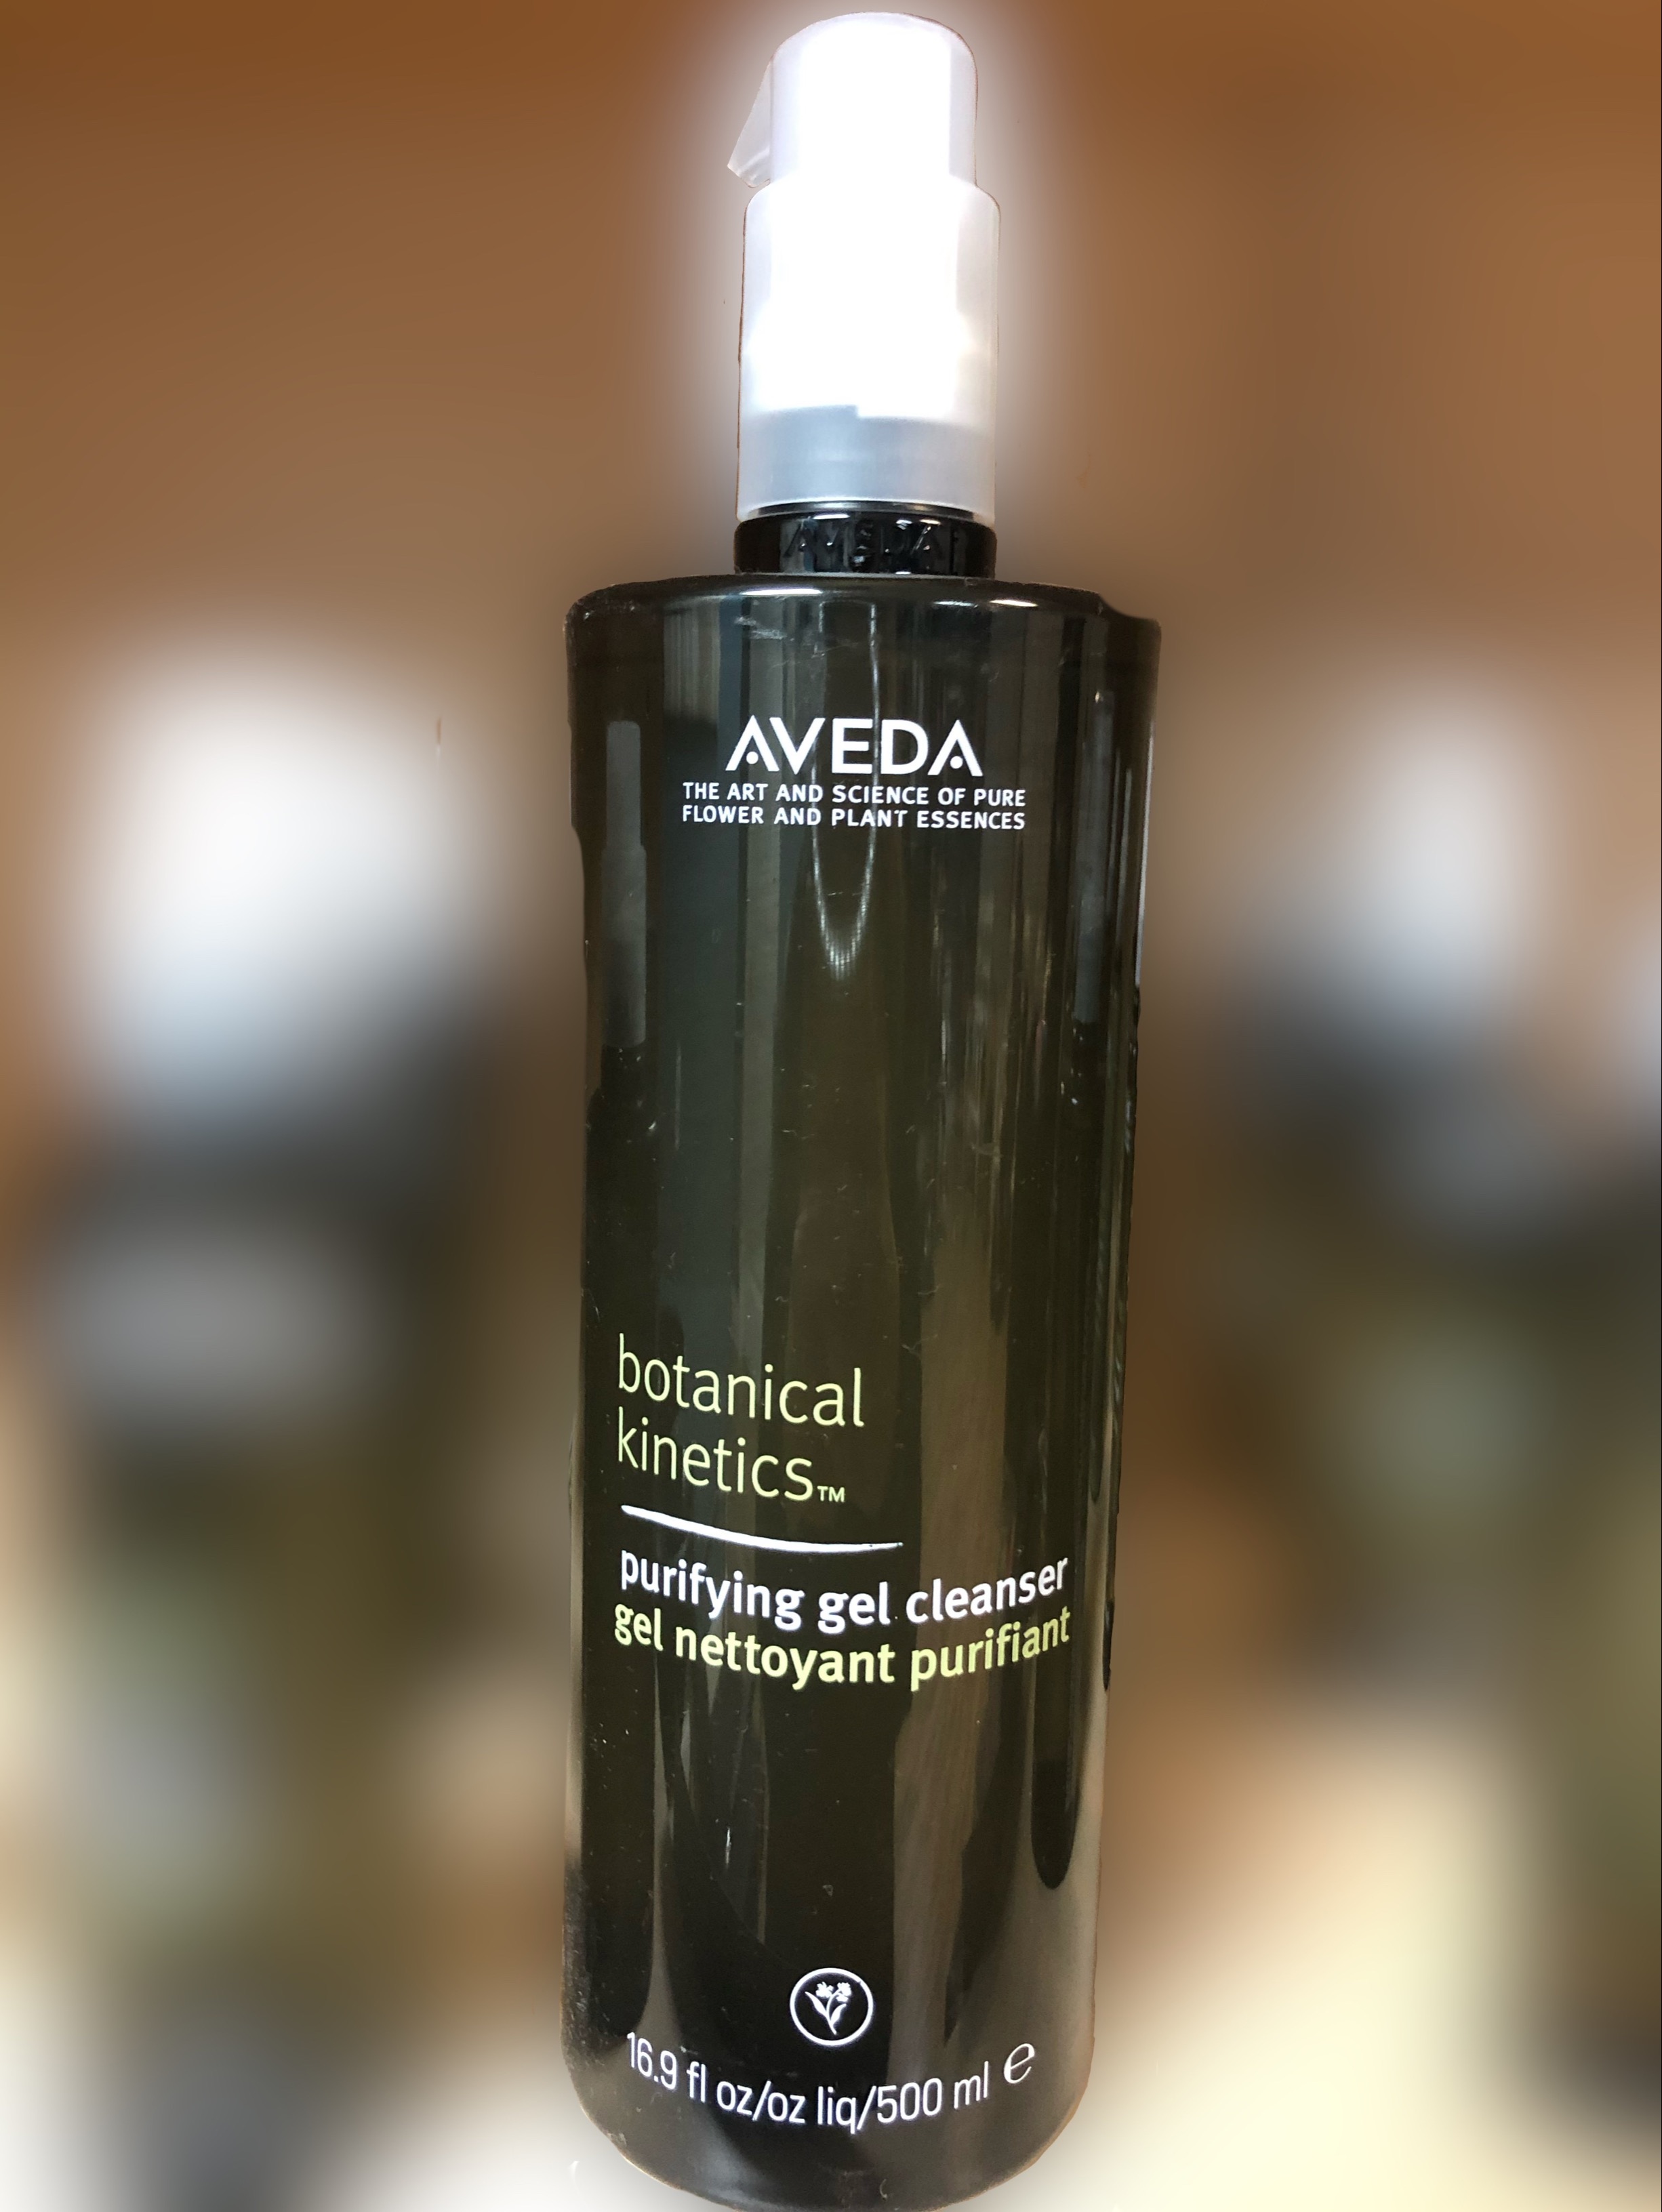 AVEDA
AVEDA
THE ART AND SCIENCE OF PURE
FLOWER AND PLANT ESSENCES
botanical
kinetics™
purifying gel cleanser
gel nettoyant purifiant
16.9 fl oz/oz liq/500 ml ℮